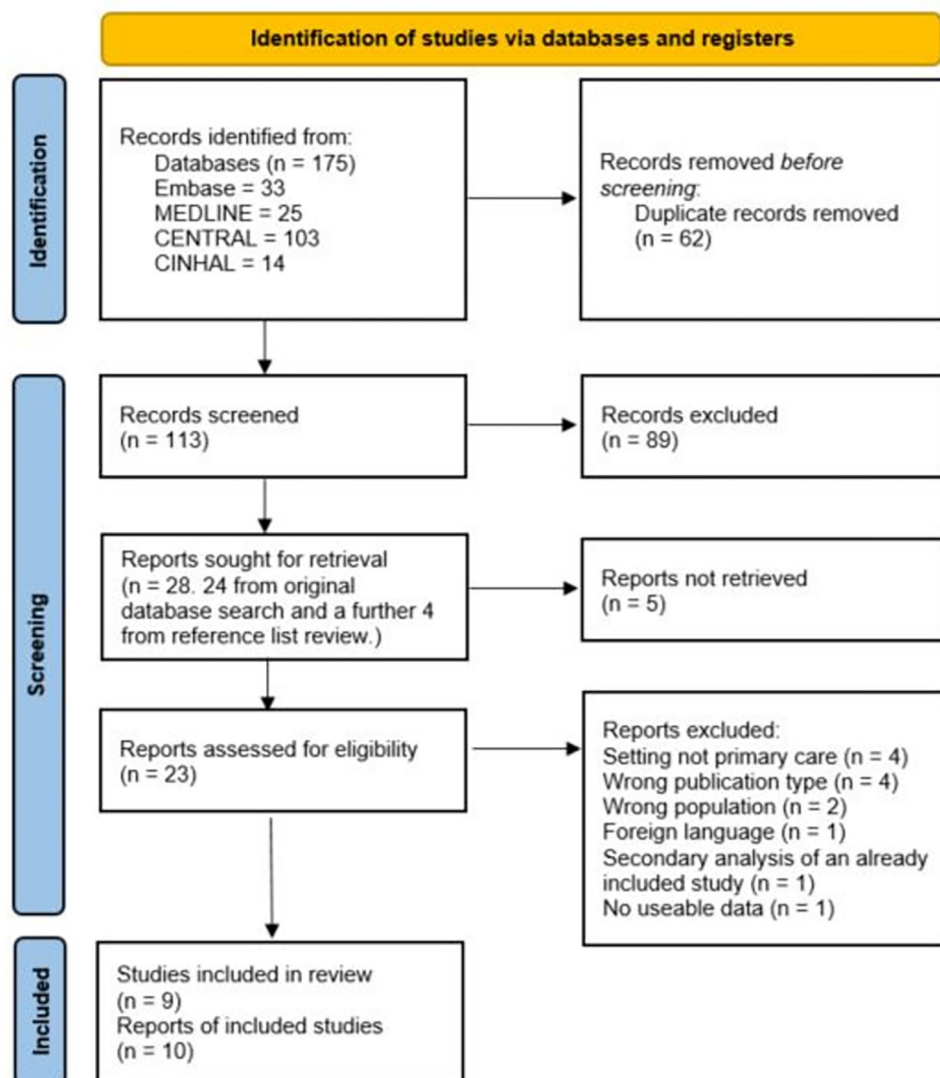 Identification of studies via databases and registers
Identification
Records identified from:
Databases (n = 175)
Embase = 33
MEDLINE = 25
CENTRAL = 103
CINHAL = 14
Records removed before
screening:
Duplicate records removed
(n = 62)
Screening
Records screened
(n = 113)
Records excluded
(n = 89)
Reports sought for retrieval
(n = 28. 24 from original
database search and a further 4
from reference list review.)
Reports not retrieved
(n = 5)
Reports assessed for eligibility
(n = 23)
Reports excluded:
Setting not primary care (n = 4)
Wrong publication type (n = 4)
Wrong population (n = 2)
Foreign language (n = 1)
Secondary analysis of an already
included study (n = 1)
No useable data (n = 1)
Included
Studies included in review
(n = 9)
Reports of included studies
(n = 10)